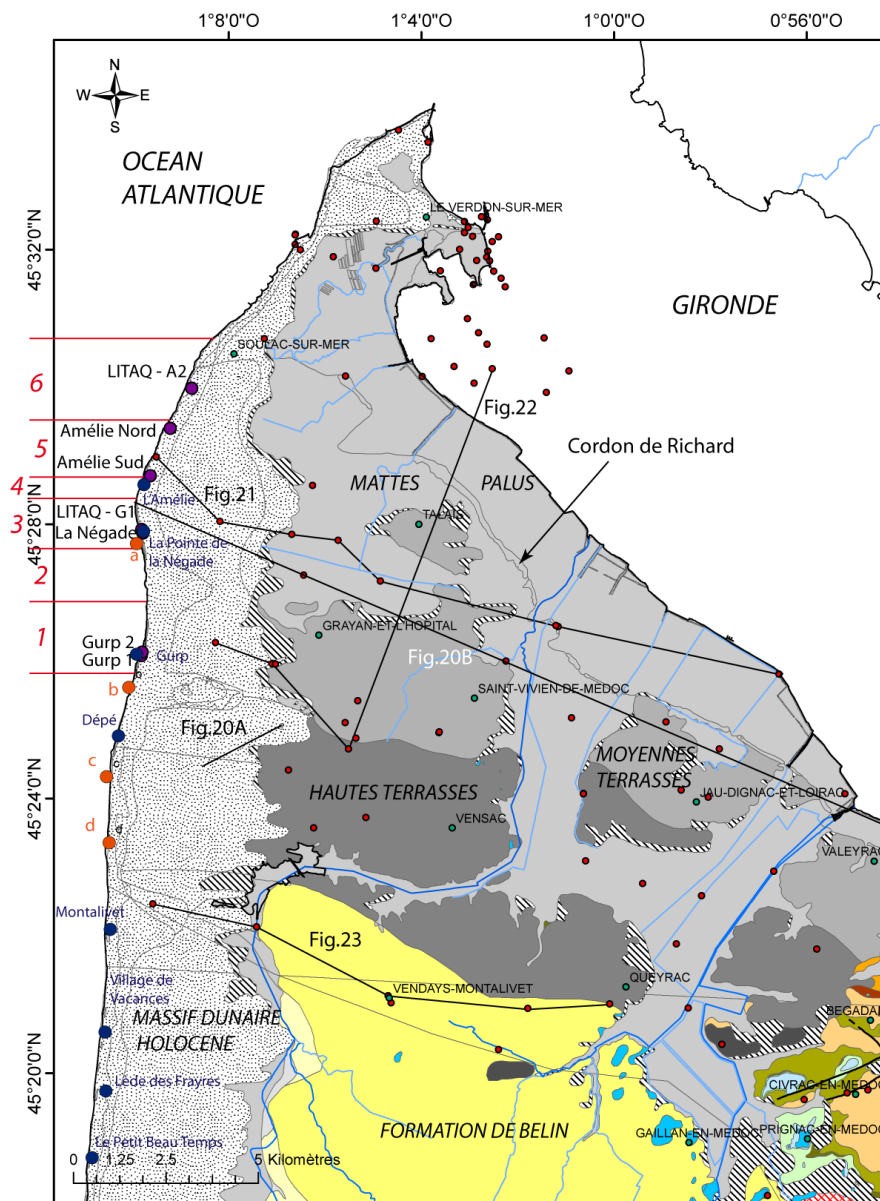 1°8'0"W 1°4'0"W 1°00'W 0°56'W
N
W E
S
OCEAN
ATLANTIQUE
LE VERDON-SUR-MER
45°32'0"N
GIRONDE
SOULAC-SUR-MER
6
LITAQ - A2
Fig.22
5
Amélie Nord
Cordon de Richard
Amélie Sud
4
L'Amélie
Fig.21
MATTES
PALUS
3
LITAQ - G1
La Négade
TALAIS
45°28'0"N
a
La Pointe de
la Négade
2
1
GRAYAN-ET-L'HOPITAL
Gurp 2
Gurp 1
Gurp
Fig.20B
b
SAINT-VIVIEN-DE-MEDOC
Dépé
Fig.20A
c
c
MOYENNES
TERRASSES
HAUTES TERRASSES
JAU-DIGNAC-ET-LOIRAC
45°24'0"N
d
d
VENSAC
VALEYRAC
Montalivet
Fig.23
Village de
Vacances
VENDAYS-MONTALIVET
QUEYRAC
MASSIF DUNAIRE
HOLOCENE
BEGADAN
45°20'0"N
Lède des Frayres
CIVRAC-EN-MEDOC
FORMATION DE BELIN
GAILLAN-EN-MEDOC
PRIGNAC-EN-MEDOC
Le Petit Beau Temps
0 1,25 2,5 5 Kilomètres